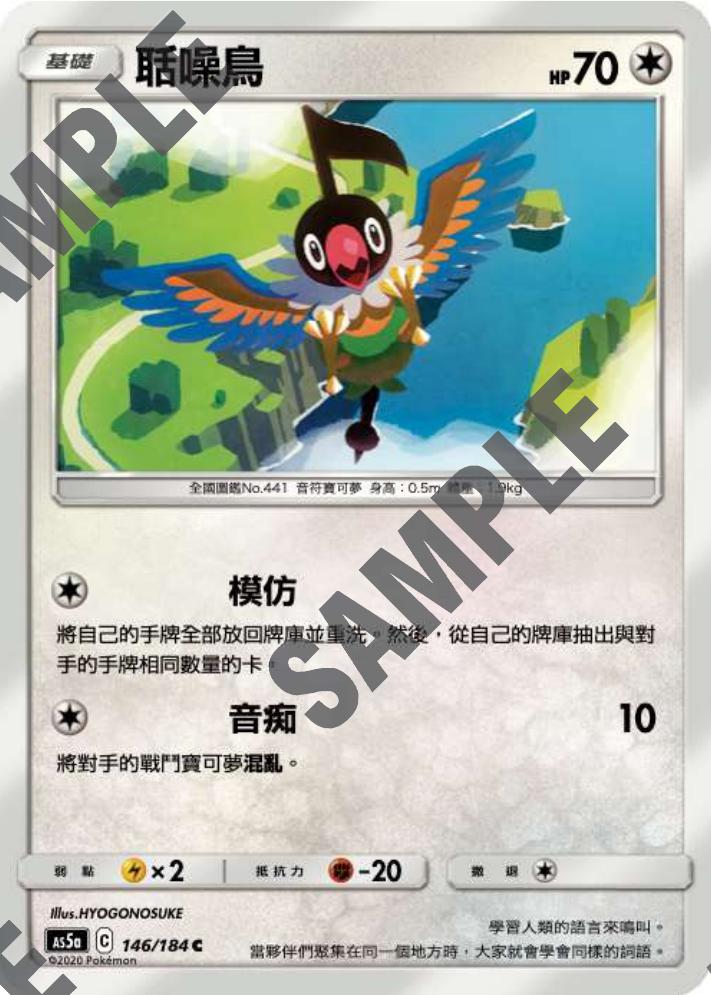 基礎 聒噪鳥 HP70
全國圖鑑No.441 音符寶可夢 身高：0.5m 體重：1.9kg
模仿
將自己的手牌全部放回牌庫並重洗。然後，從自己的牌庫抽出與對
手的手牌相同數量的卡。
音痴 10
將對手的戰鬥寶可夢混亂。
弱點 ×2 抵抗力 -20 撤退
Illus.HYOGONOSUKE
學習人類的語言來鳴叫。
AS5a C 146/184 C
當夥伴們聚集在同一個地方時，大家就會學會同樣的詞語。
©2020 Pokémon
SAMPLE
AMPLE
E